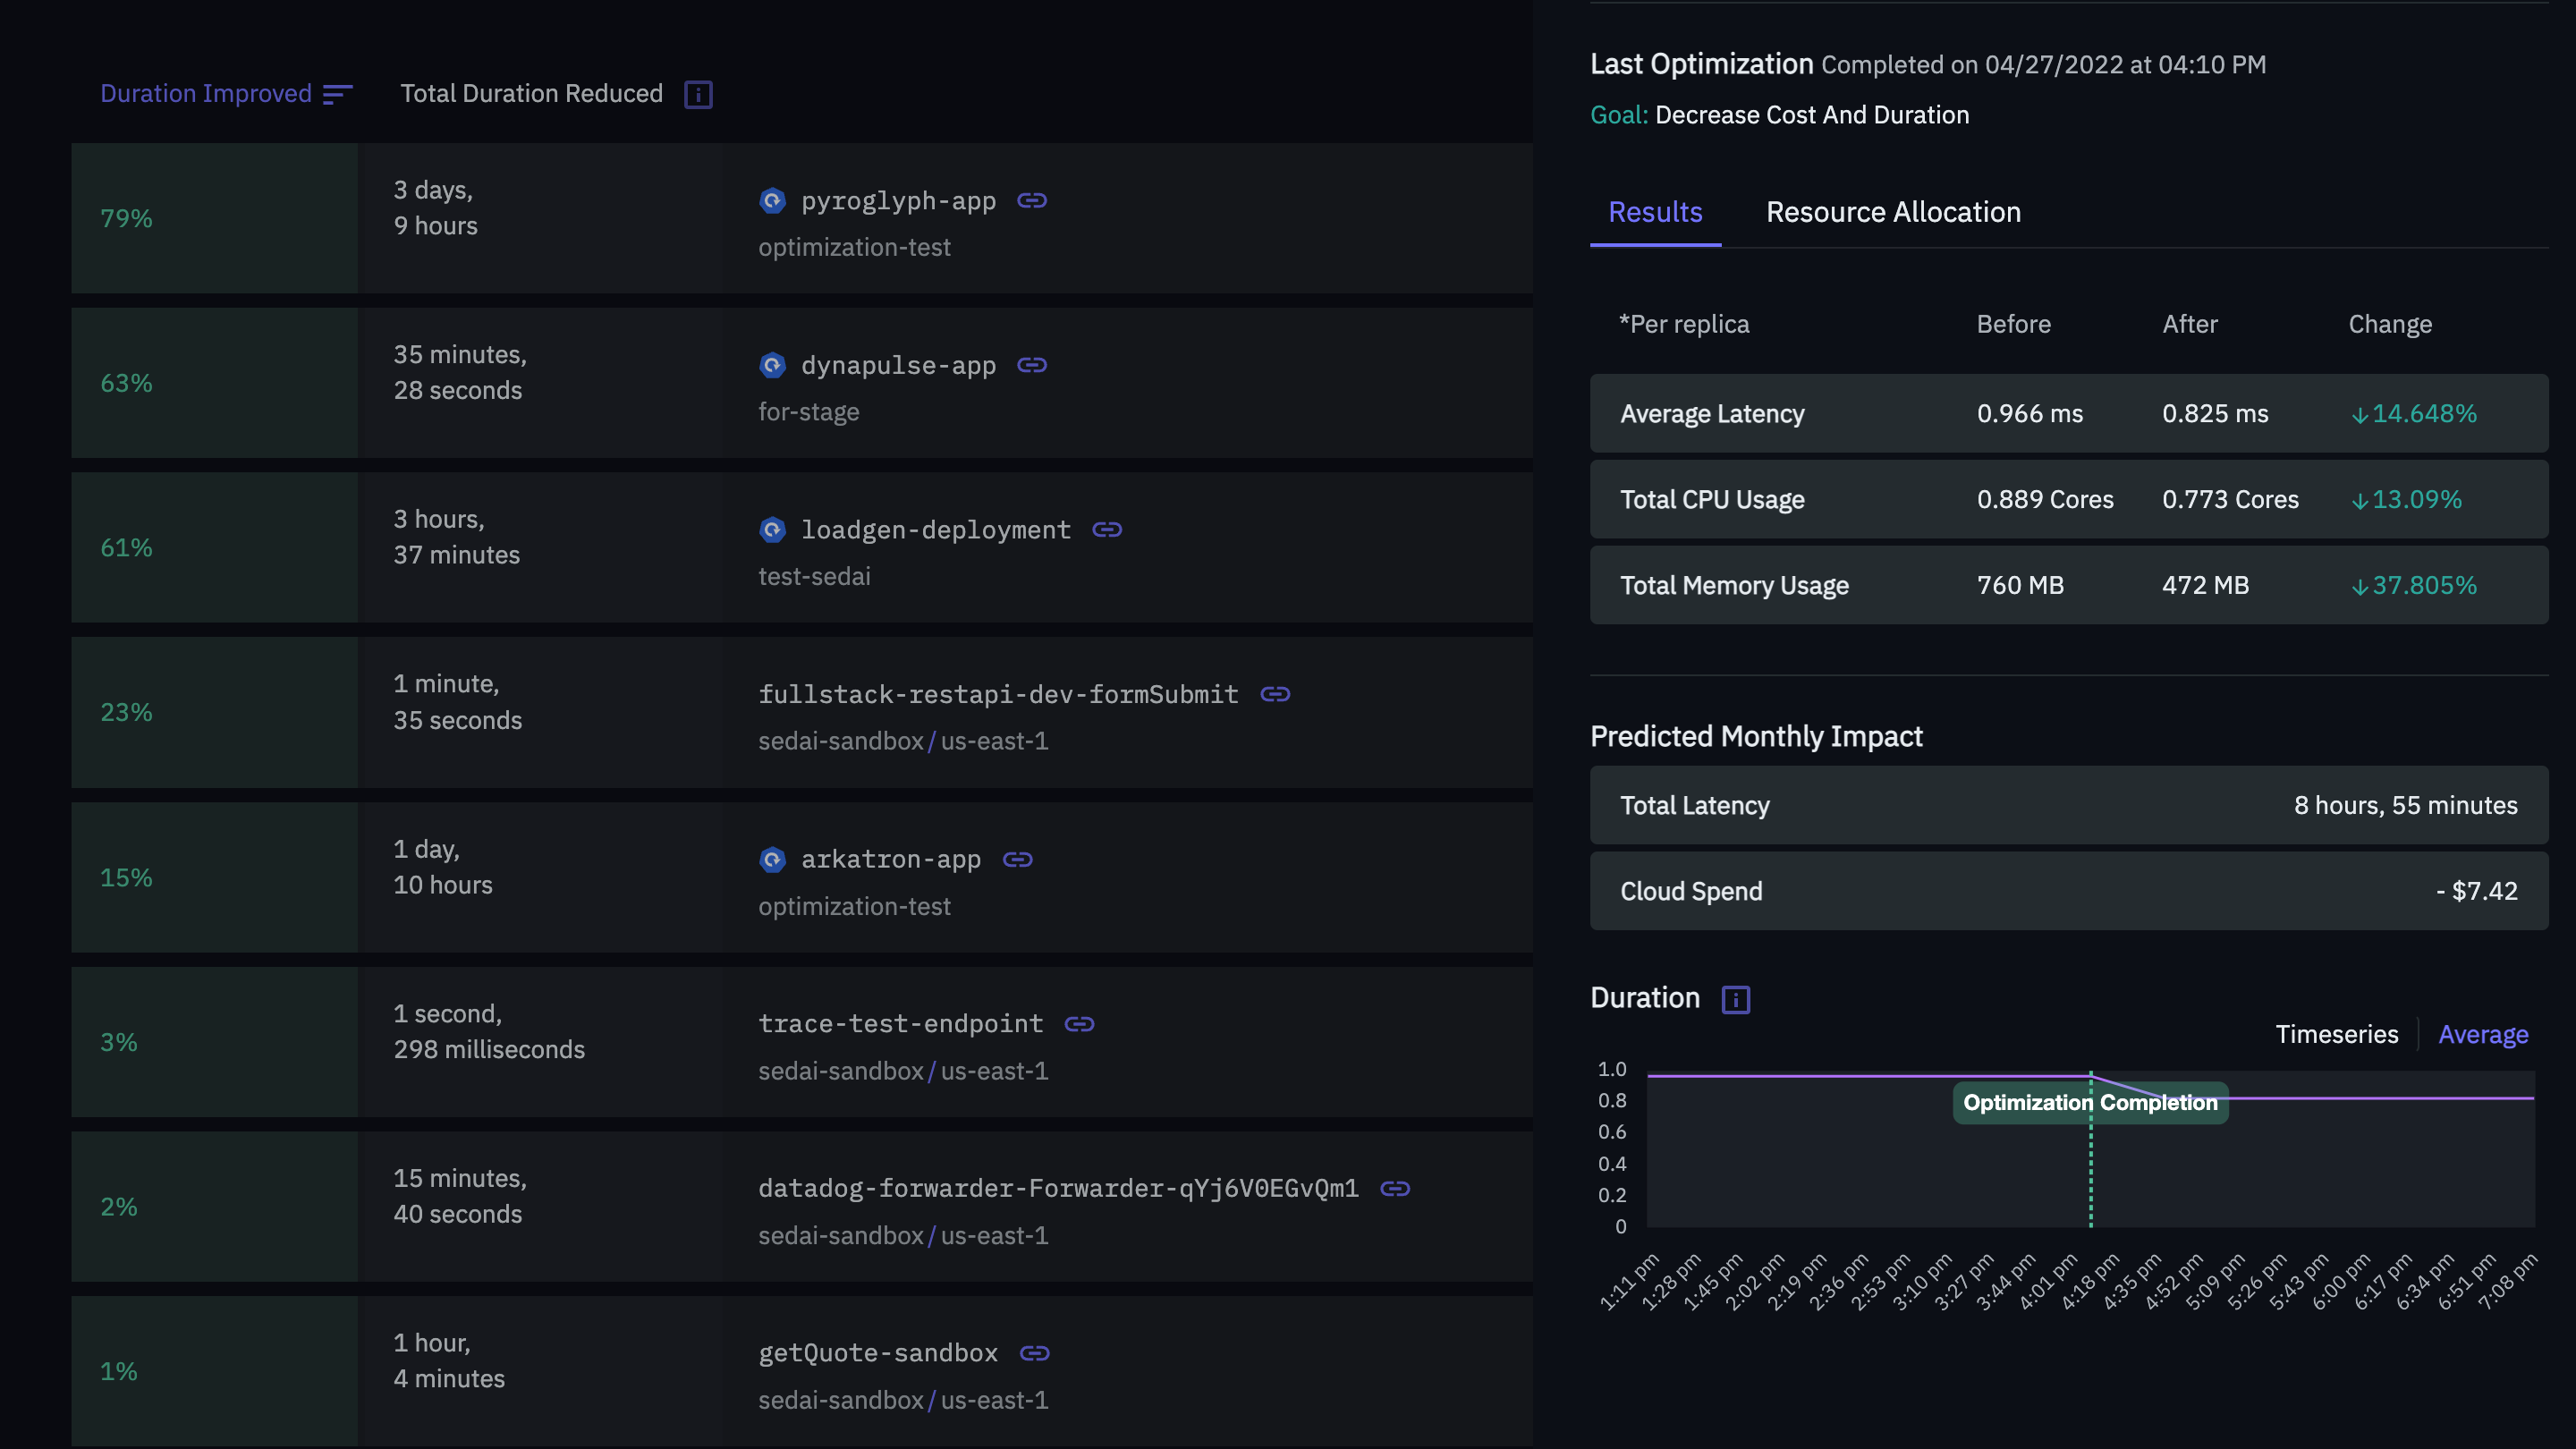 Duration Improved Total Duration Reduced
79%
3 days,
9 hours
pyroglyph-app
optimization-test
63%
35 minutes,
28 seconds
dynapulse-app
for-stage
61%
3 hours,
37 minutes
loadgen-deployment
test-sedai
23%
1 minute,
35 seconds
fullstack-restapi-dev-formSubmit
sedai-sandbox/us-east-1
15%
1 day,
10 hours
arkatron-app
optimization-test
3%
1 second,
298 milliseconds
trace-test-endpoint
sedai-sandbox/us-east-1
2%
15 minutes,
40 seconds
datadog-forwarder-Forwarder-qYj6V0EGvQm1
sedai-sandbox/us-east-1
1%
1 hour,
4 minutes
getQuote-sandbox
sedai-sandbox/us-east-1
Last Optimization Completed on 04/27/2022 at 04:10 PM
Goal: Decrease Cost And Duration
Results Resource Allocation
*Per replica Before After Change
Average Latency 0.966 ms 0.825 ms ↓14.648%
Total CPU Usage 0.889 Cores 0.773 Cores ↓13.09%
Total Memory Usage 760 MB 472 MB ↓37.805%
Predicted Monthly Impact
Total Latency 8 hours, 55 minutes
Cloud Spend - $7.42
Duration
Timeseries Average
1.0
0.8
0.6
0.4
0.2
0
Optimization Completion
1:11 pm 1:28 pm 1:45 pm 2:02 pm 2:19 pm 2:36 pm 2:53 pm 3:10 pm 3:27 pm 3:44 pm 4:01 pm 4:18 pm 4:35 pm 4:52 pm 5:09 pm 5:26 pm 5:43 pm 6:00 pm 6:17 pm 6:34 pm 6:51 pm 7:08 pm